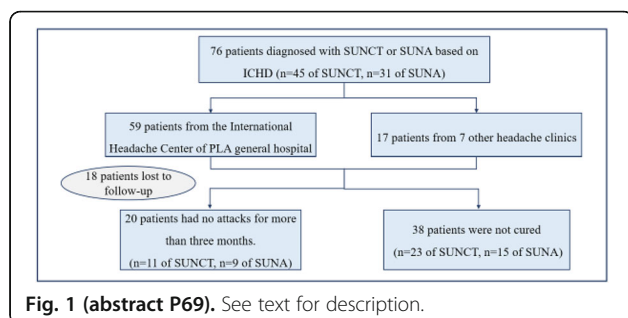 76 patients diagnosed with SUNCT or SUNA based on
ICHD (n=45 of SUNCT, n=31 of SUNA)
59 patients from the International
Headache Center of PLA general hospital
17 patients from 7 other headache clinics
18 patients lost to
follow-up
20 patients had no attacks for more
than three months.
(n=11 of SUNCT, n=9 of SUNA)
38 patients were not cured
(n=23 of SUNCT, n=15 of SUNA)
Fig. 1 (abstract P69). See text for description.